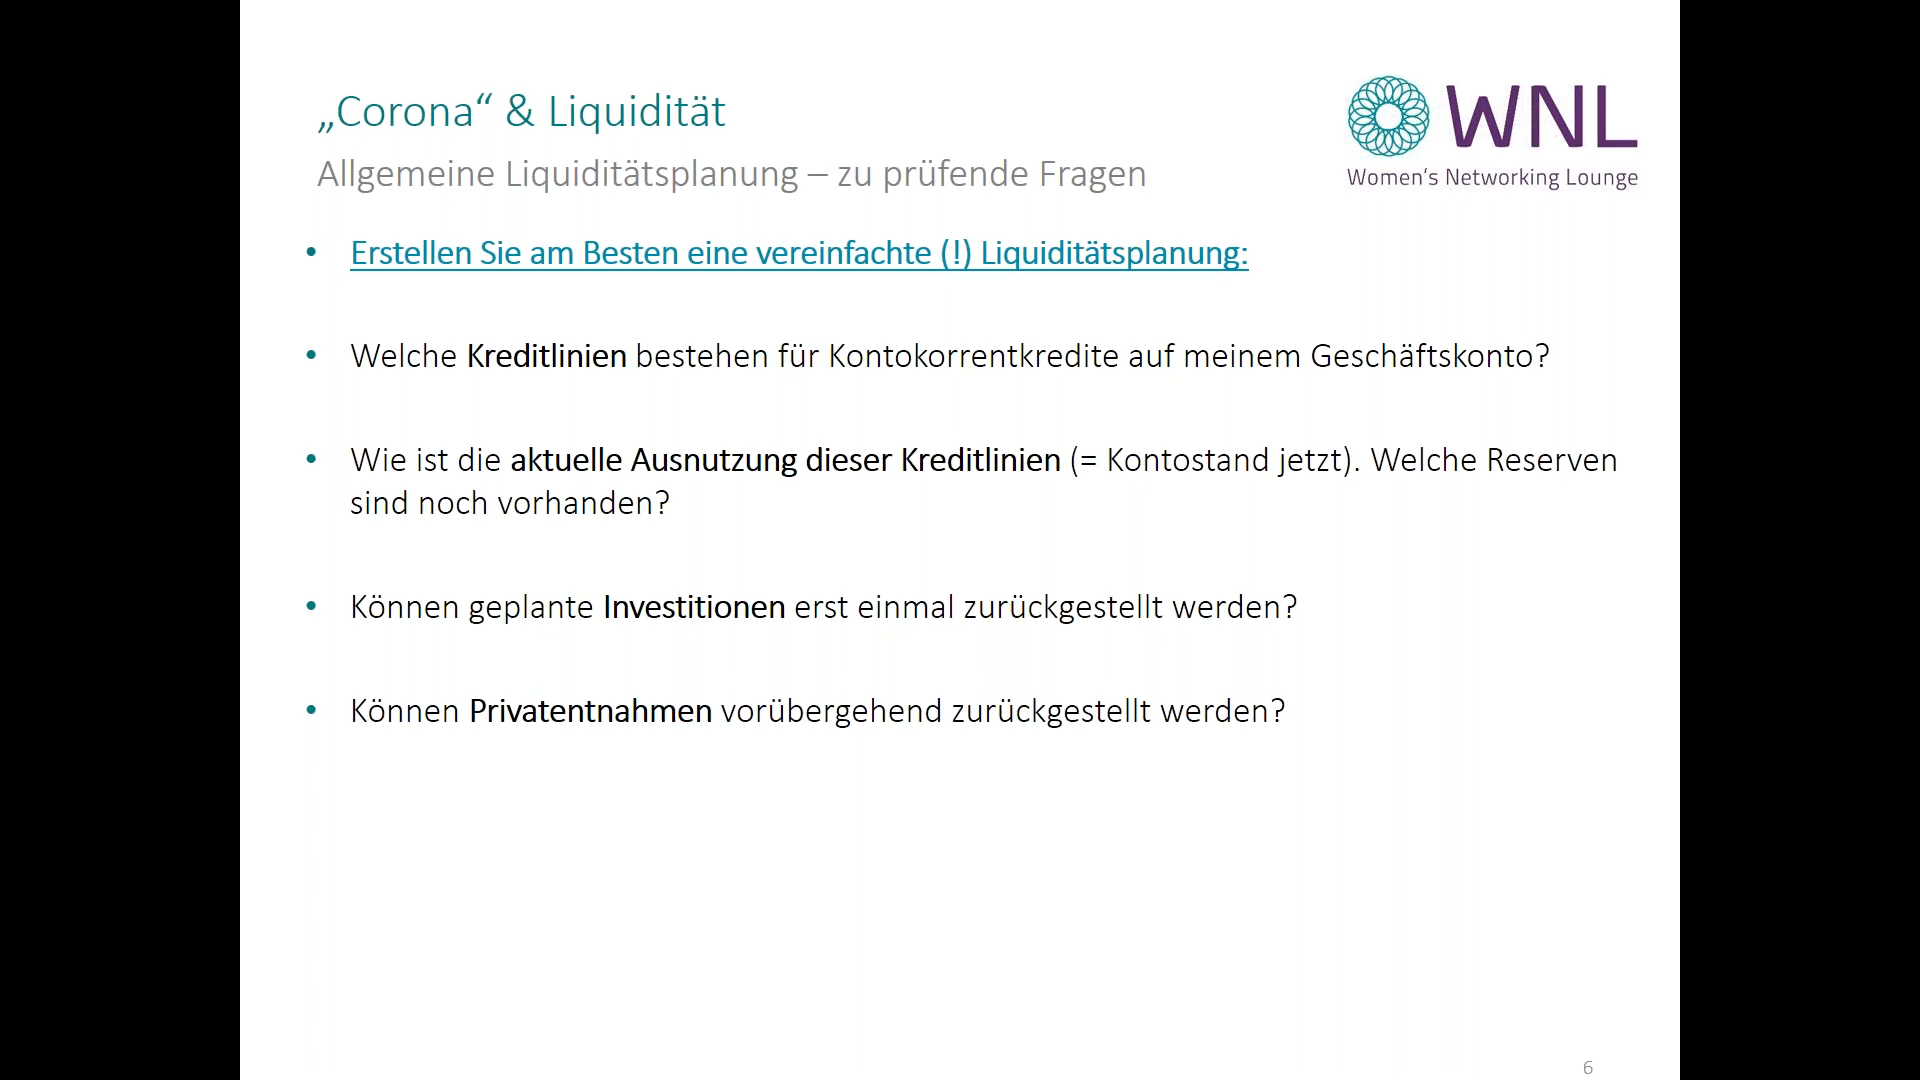 „Corona“ & Liquidität
WNL
Women's Networking Lounge
Allgemeine Liquiditätsplanung – zu prüfende Fragen
• Erstellen Sie am Besten eine vereinfachte (!) Liquiditätsplanung:
• Welche Kreditlinien bestehen für Kontokorrentkredite auf meinem Geschäftskonto?
• Wie ist die aktuelle Ausnutzung dieser Kreditlinien (= Kontostand jetzt). Welche Reserven
sind noch vorhanden?
• Können geplante Investitionen erst einmal zurückgestellt werden?
• Können Privatentnahmen vorübergehend zurückgestellt werden?
6